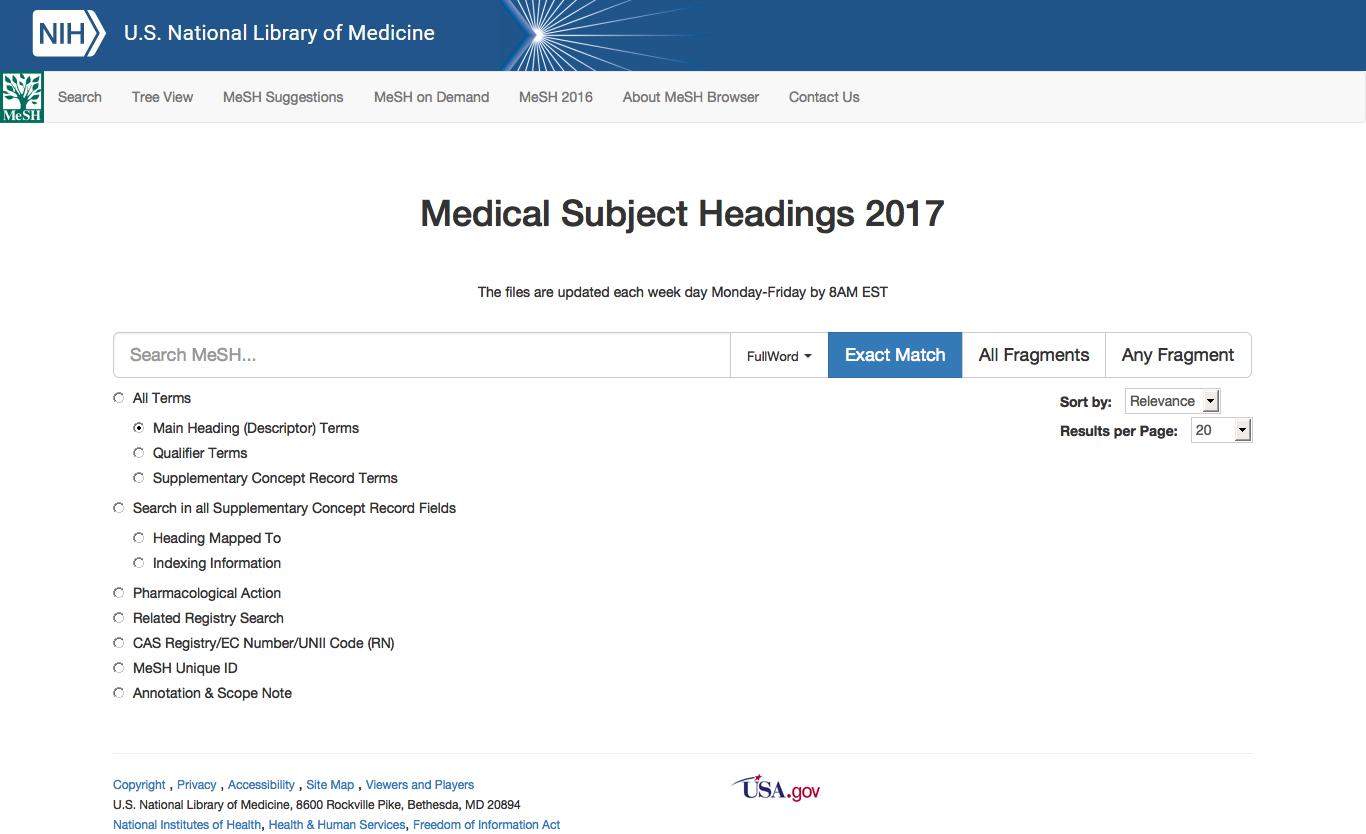 NIH U.S. National Library of Medicine
MeSH
Search Tree View MeSH Suggestions MeSH on Demand MeSH 2016 About MeSH Browser Contact Us
Medical Subject Headings 2017
The files are updated each week day Monday-Friday by 8AM EST
Search MeSH... FullWord Exact Match All Fragments Any Fragment
All Terms
Main Heading (Descriptor) Terms
Qualifier Terms
Supplementary Concept Record Terms
Search in all Supplementary Concept Record Fields
Heading Mapped To
Indexing Information
Pharmacological Action
Related Registry Search
CAS Registry/EC Number/UNII Code (RN)
MeSH Unique ID
Annotation & Scope Note
Sort by: Relevance
Results per Page: 20
Copyright , Privacy , Accessibility , Site Map , Viewers and Players
U.S. National Library of Medicine, 8600 Rockville Pike, Bethesda, MD 20894
National Institutes of Health, Health & Human Services, Freedom of Information Act
USA.gov